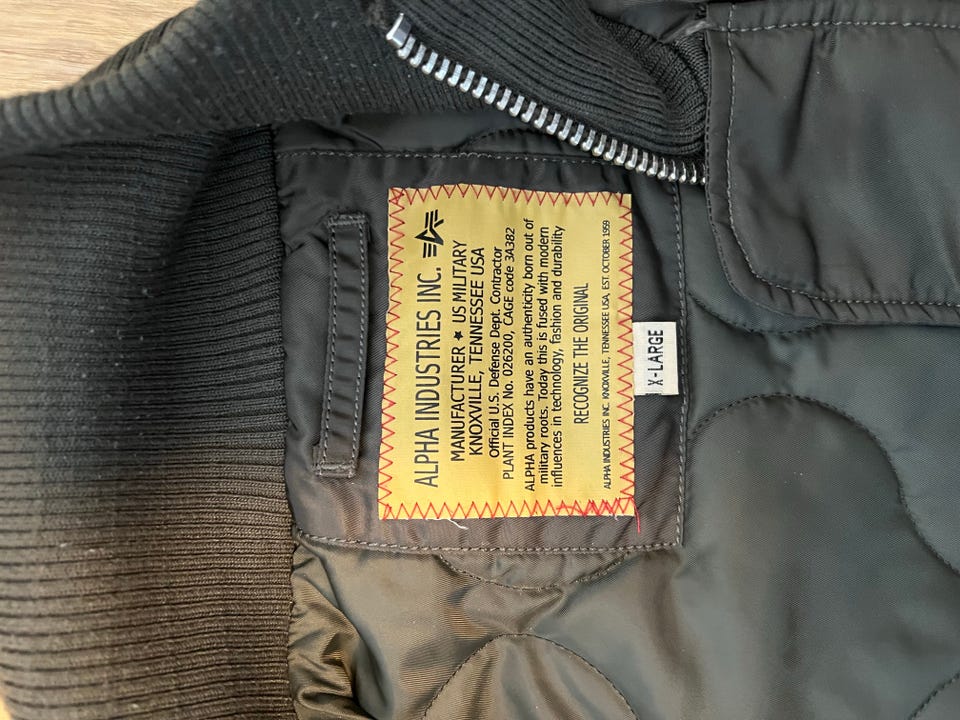 ALPHA INDUSTRIES INC.
MANUFACTURER ★ US MILITARY
KNOXVILLE, TENNESSEE USA
Official U.S. Defense Dept. Contractor
PLANT INDEX No. 026200, CAGE code 3A382
ALPHA products have an authenticity born out of
military roots. Today this is fused with modern
influences in technology, fashion and durability
RECOGNIZE THE ORIGINAL
ALPHA INDUSTRIES INC. KNOXVILLE, TENNESSEE USA, EST. OCTOBER 1959
X-LARGE